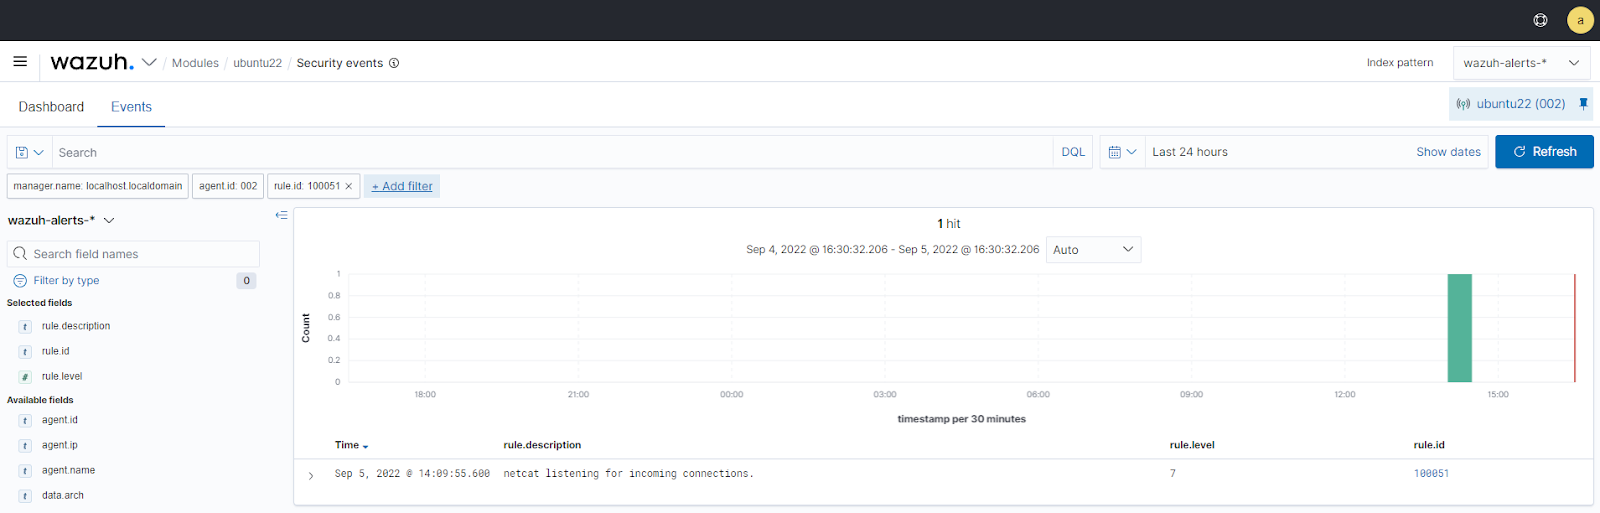 a
wazuh. / Modules / ubuntu22 / Security events
Index pattern
wazuh-alerts-*
Dashboard
Events
ubuntu22 (002)
Search
DQL
Last 24 hours
Show dates
Refresh
manager.name: localhost.localdomain
agent.id: 002
rule.id: 100051 ×
+ Add filter
wazuh-alerts-*
Search field names
Filter by type
0
Selected fields
t rule.description
t rule.id
# rule.level
Available fields
t agent.id
t agent.ip
t agent.name
t data.arch
1 hit
Sep 4, 2022 @ 16:30:32.206 - Sep 5, 2022 @ 16:30:32.206
Auto
Count
1
0.8
0.6
0.4
0.2
0
18:00 21:00 00:00 03:00 06:00 09:00 12:00 15:00
timestamp per 30 minutes
Time rule.description rule.level rule.id
Sep 5, 2022 @ 14:09:55.600 netcat listening for incoming connections. 7 100051